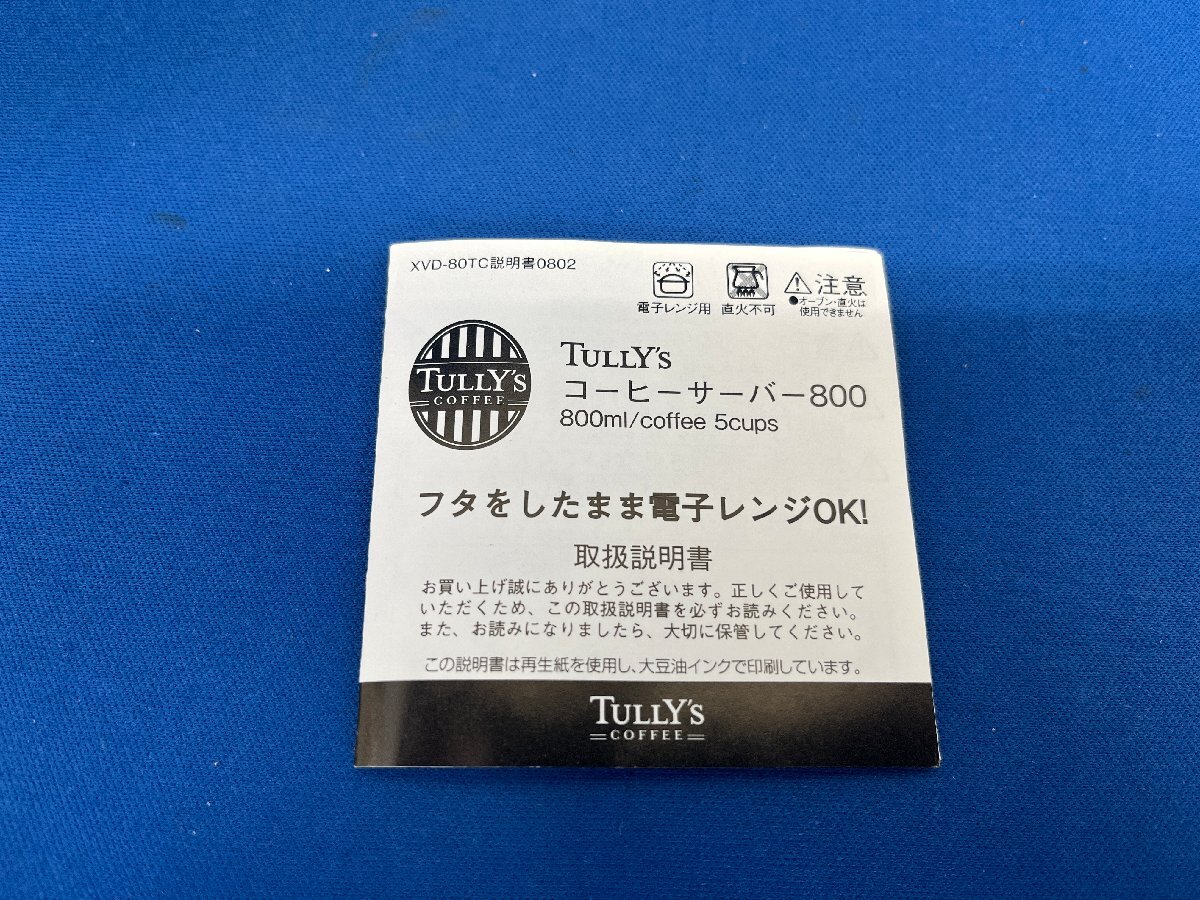 XVD-80TC説明書0802
電子レンジ用
直火不可
注意
●オーブン・直火は
使用できません
TULLY'S
COFFEE
TULLY'S
コーヒーサーバー800
800ml/coffee 5cups
フタをしたまま電子レンジOK!
取扱説明書
お買い上げ誠にありがとうございます。正しくご使用して
いただくため、この取扱説明書を必ずお読みください。
また、お読みになりましたら、大切に保管してください。
この説明書は再生紙を使用し、大豆油インクで印刷しています。
TULLY'S
COFFEE